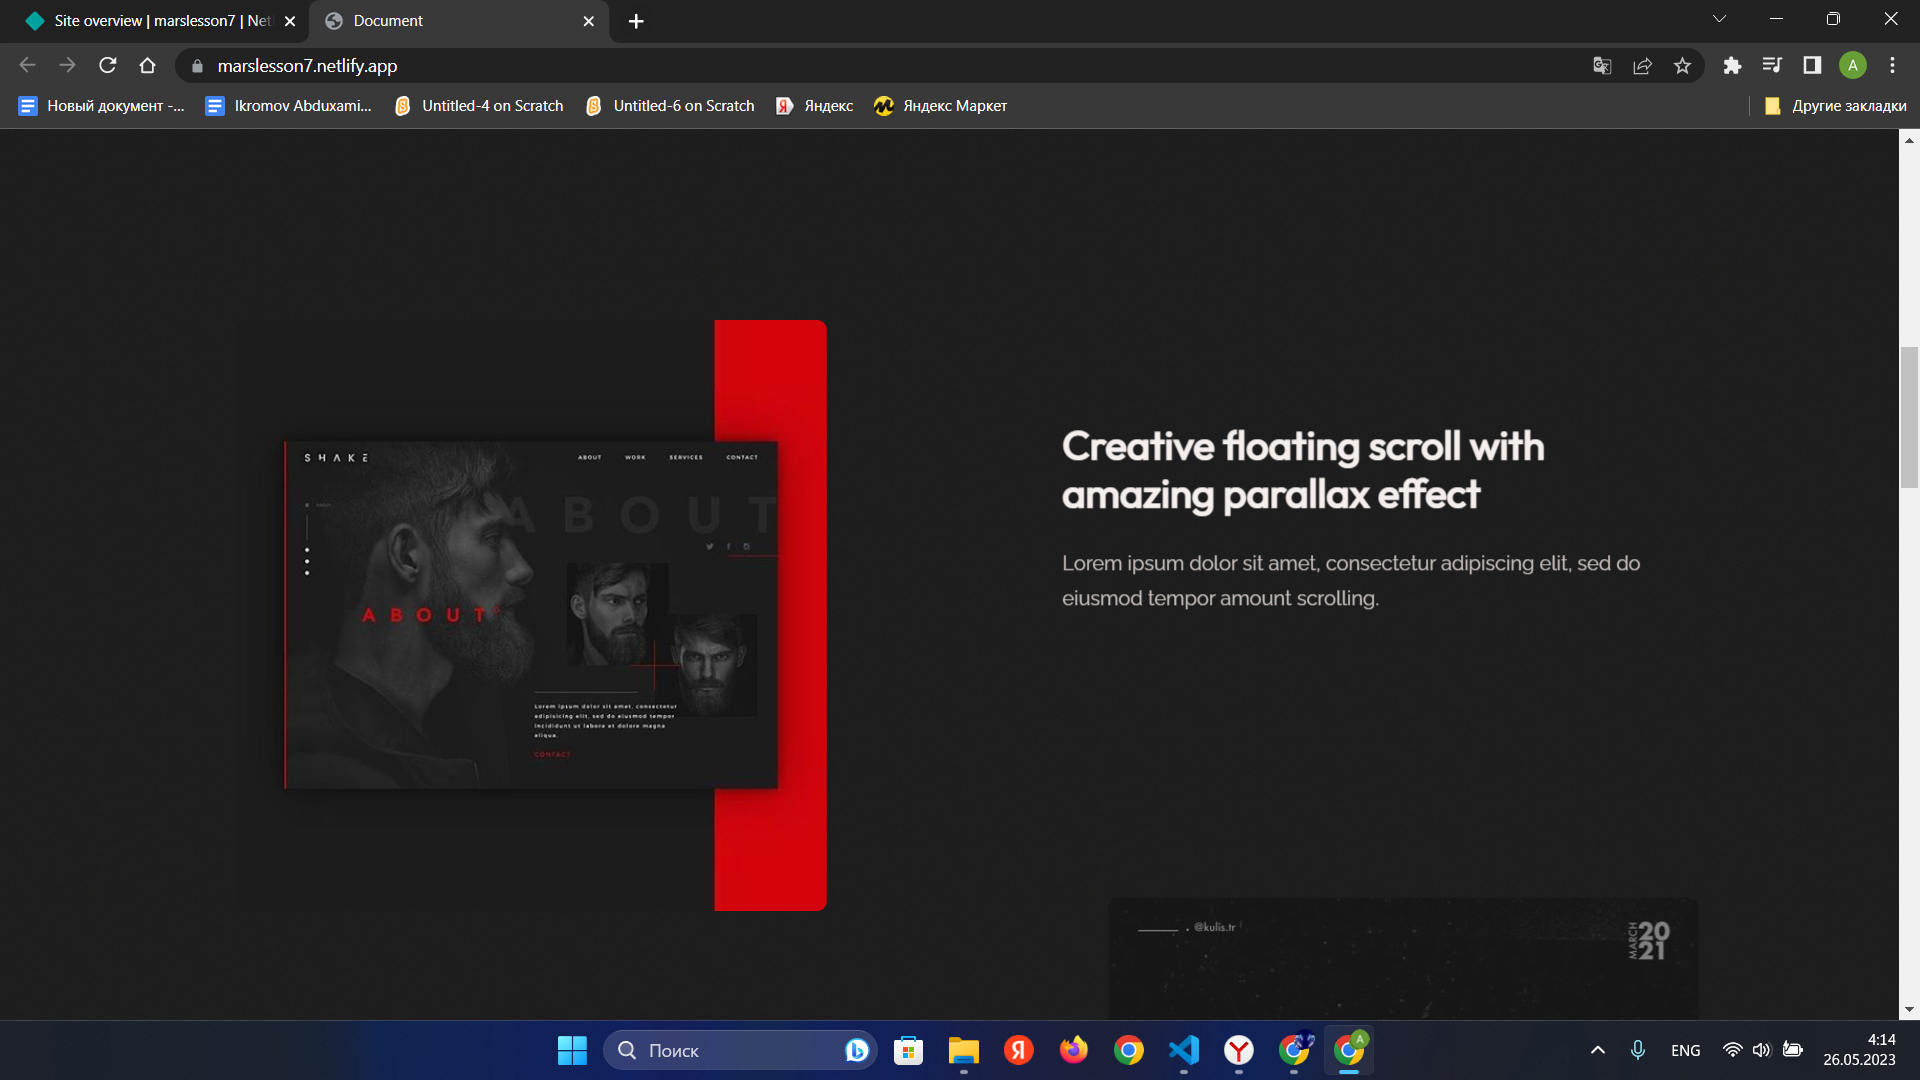 Site overview | marslesson7 | Net
Document
marslesson7.netlify.app
A
Новый документ -...
Ikromov Abduxami...
Untitled-4 on Scratch
Untitled-6 on Scratch
Яндекс
Яндекс Маркет
Другие закладки
SHAKE
ABOUT WORK SERVICES CONTACT
ABOUT
ABOUT
ABOUT
Lorem ipsum dolor sit amet, consectetur
adipiscing elit, sed do eiusmod tempor
incididunt ut labore et dolore magna
aliqua.
CONTACT
Creative floating scroll with
amazing parallax effect
Lorem ipsum dolor sit amet, consectetur adipiscing elit, sed do
eiusmod tempor amount scrolling.
@kulis.tr
MARCH
20
21
Поиск
ENG
4:14
26.05.2023